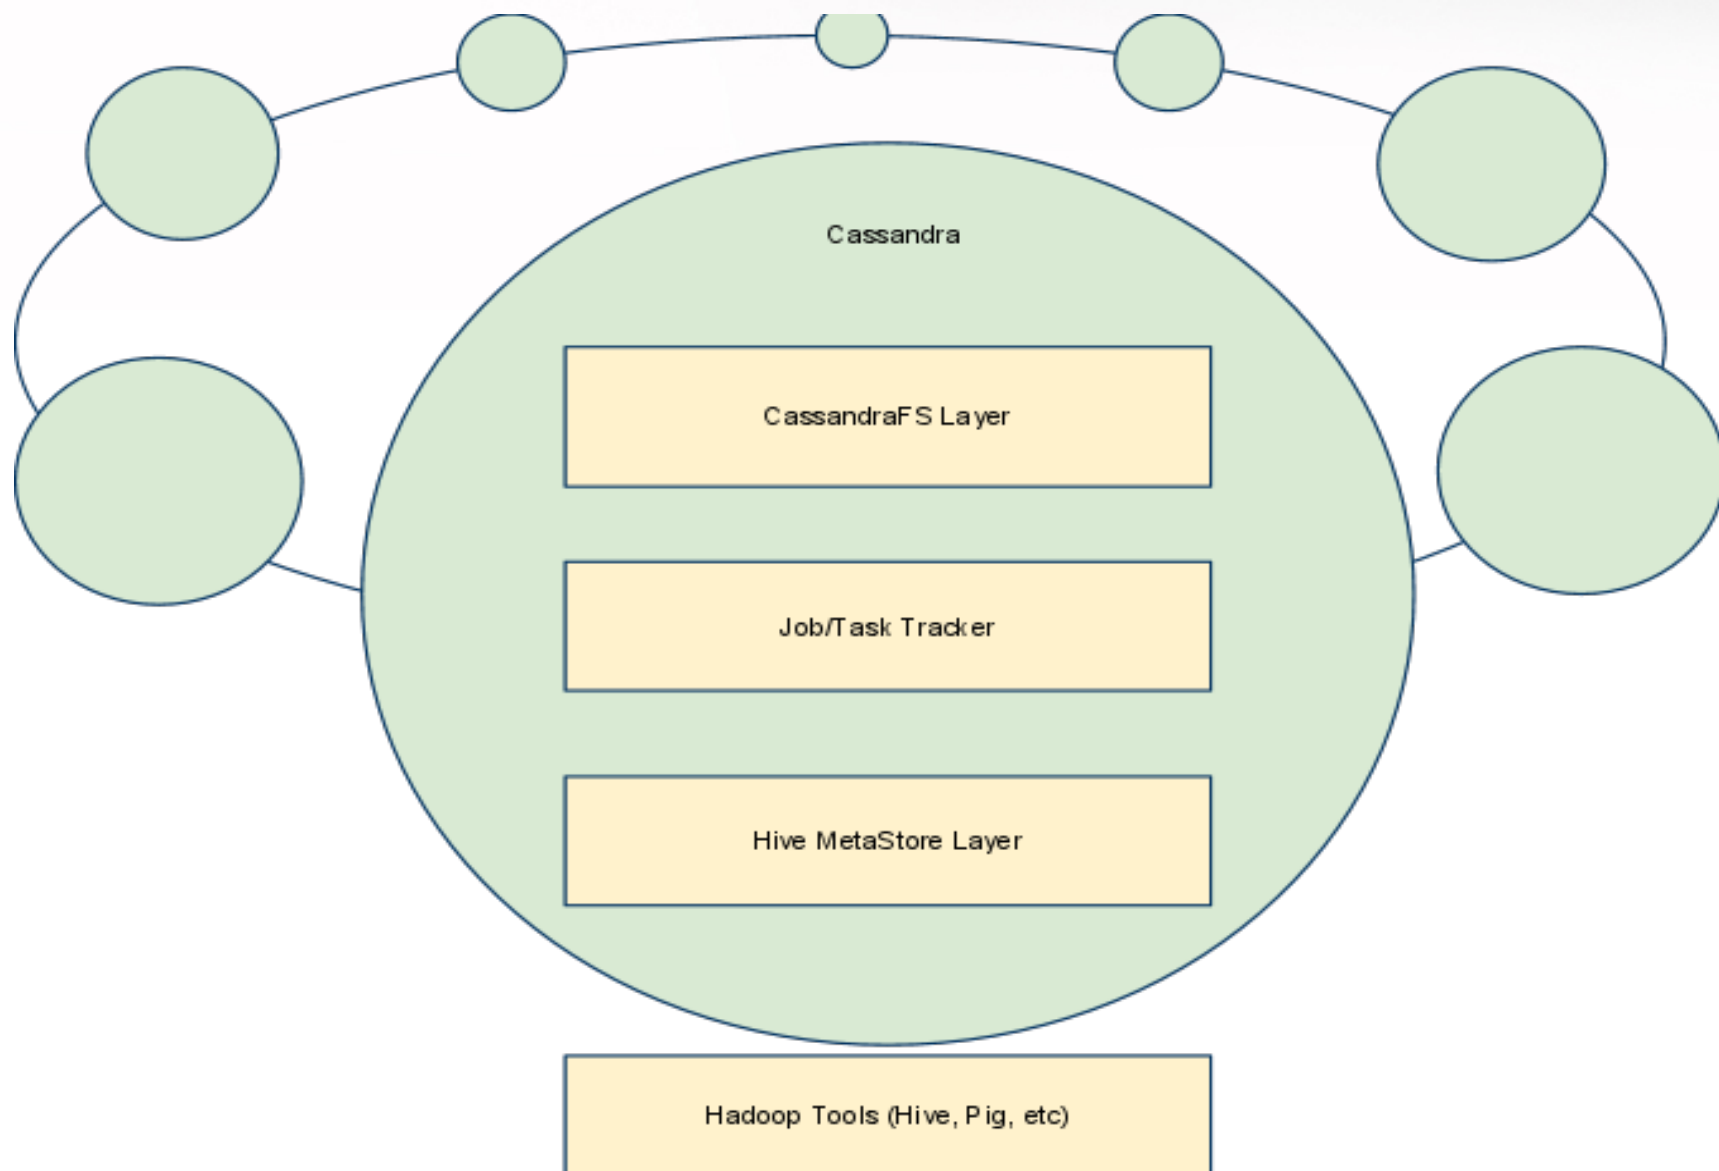 Cassandra
CassandraFS Layer
Job/Task Tracker
Hive MetaStore Layer
Hadoop Tools (Hive, Pig, etc)